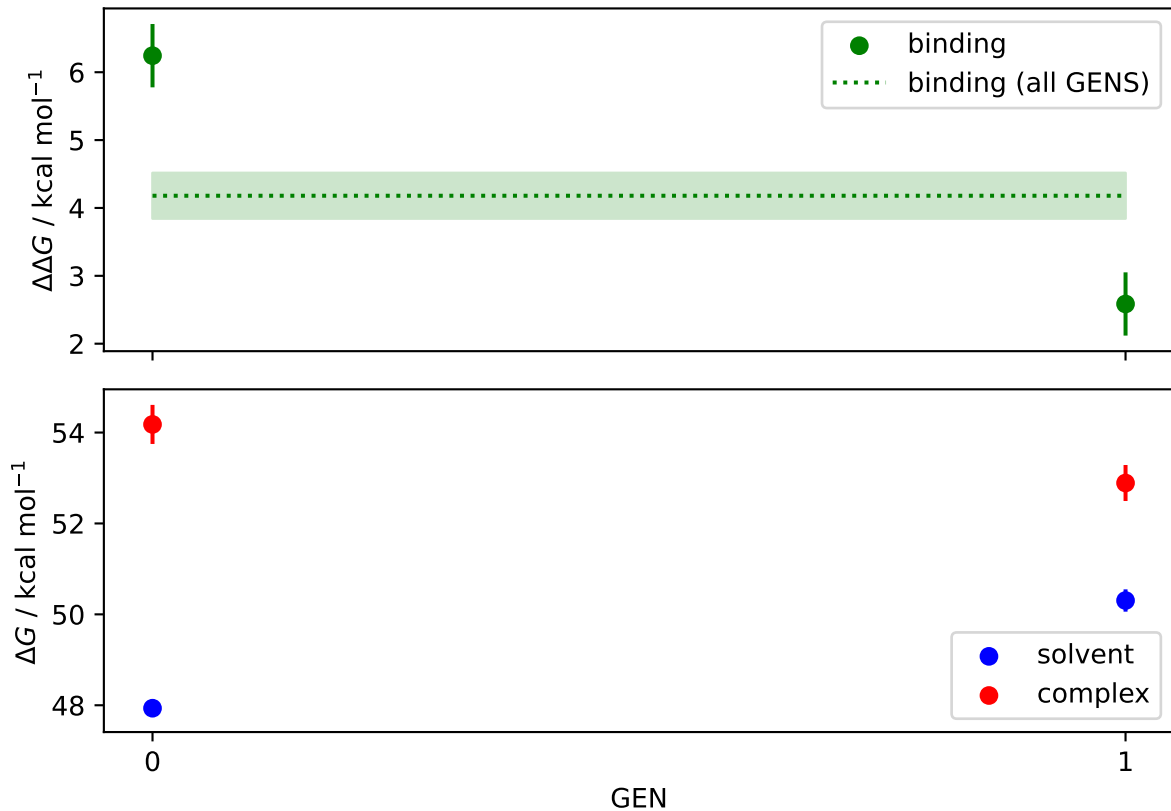 binding
binding (all GENS)
6
5
4
3
2
ΔΔG / kcal mol⁻¹
54
52
50
48
ΔG / kcal mol⁻¹
solvent
complex
0
1
GEN